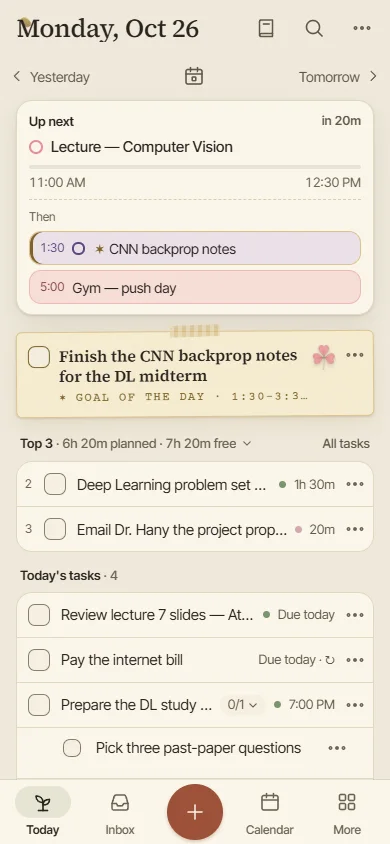 Monday, Oct 26
Yesterday
Tomorrow
Up next
in 20m
Lecture — Computer Vision
11:00 AM
12:30 PM
Then
1:30 ✶ CNN backprop notes
5:00 Gym — push day
Finish the CNN backprop notes
for the DL midterm
✶ GOAL OF THE DAY · 1:30–3:3…
Top 3 · 6h 20m planned · 7h 20m free
All tasks
2 Deep Learning problem set … 1h 30m
3 Email Dr. Hany the project prop… 20m
Today's tasks · 4
Review lecture 7 slides — At… Due today
Pay the internet bill Due today · ↻
Prepare the DL study … 0/1 7:00 PM
Pick three past-paper questions
Today
Inbox
Calendar
More